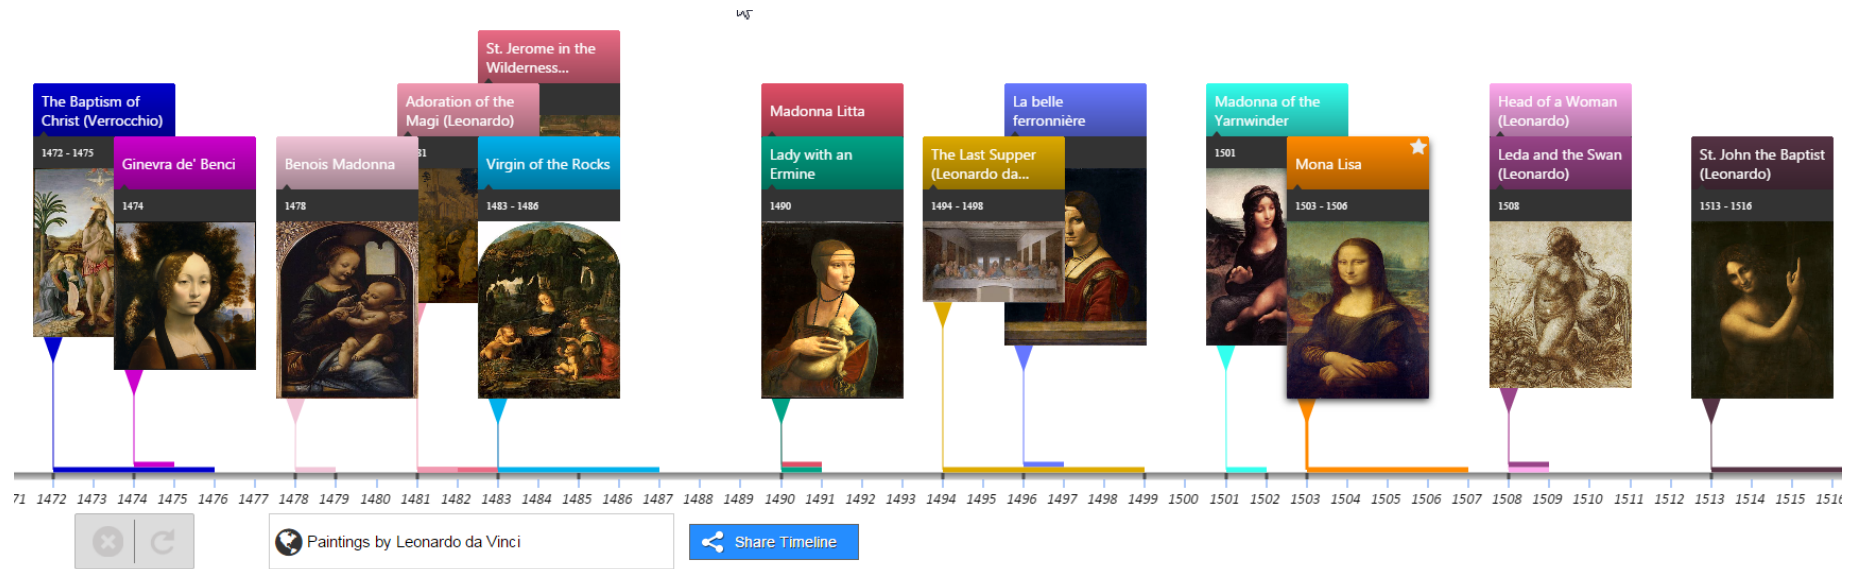 St. Jerome in the
Wilderness...
The Baptism of
Christ (Verrocchio)
1472 - 1475
Ginevra de' Benci
1474
Benois Madonna
1478
Adoration of the
Magi (Leonardo)
81
Virgin of the Rocks
1483 - 1486
Madonna Litta
Lady with an
Ermine
1490
La belle
ferronnière
The Last Supper
(Leonardo da...
1494 - 1498
Madonna of the
Yarnwinder
1501
Mona Lisa
1503 - 1506
Head of a Woman
(Leonardo)
Leda and the Swan
(Leonardo)
1508
St. John the Baptist
(Leonardo)
1513 - 1516
71 1472 1473 1474 1475 1476 1477 1478 1479 1480 1481 1482 1483 1484 1485 1486 1487 1488 1489 1490 1491 1492 1493 1494 1495 1496 1497 1498 1499 1500 1501 1502 1503 1504 1505 1506 1507 1508 1509 1510 1511 1512 1513 1514 1515 1516
Paintings by Leonardo da Vinci
Share Timeline